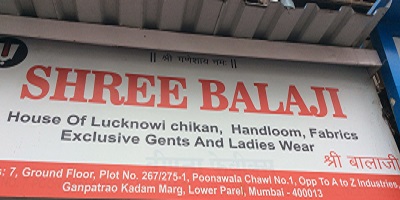 || श्री गणेशाय नमः ||
SHREE BALAJI
House Of Lucknowi chikan, Handloom, Fabrics
Exclusive Gents And Ladies Wear
श्री बालाजी
s: 7, Ground Floor, Plot No. 267/275-1, Poonawala Chawl No.1, Opp To A to Z Industries,
Ganpatrao Kadam Marg, Lower Parel, Mumbai - 400013